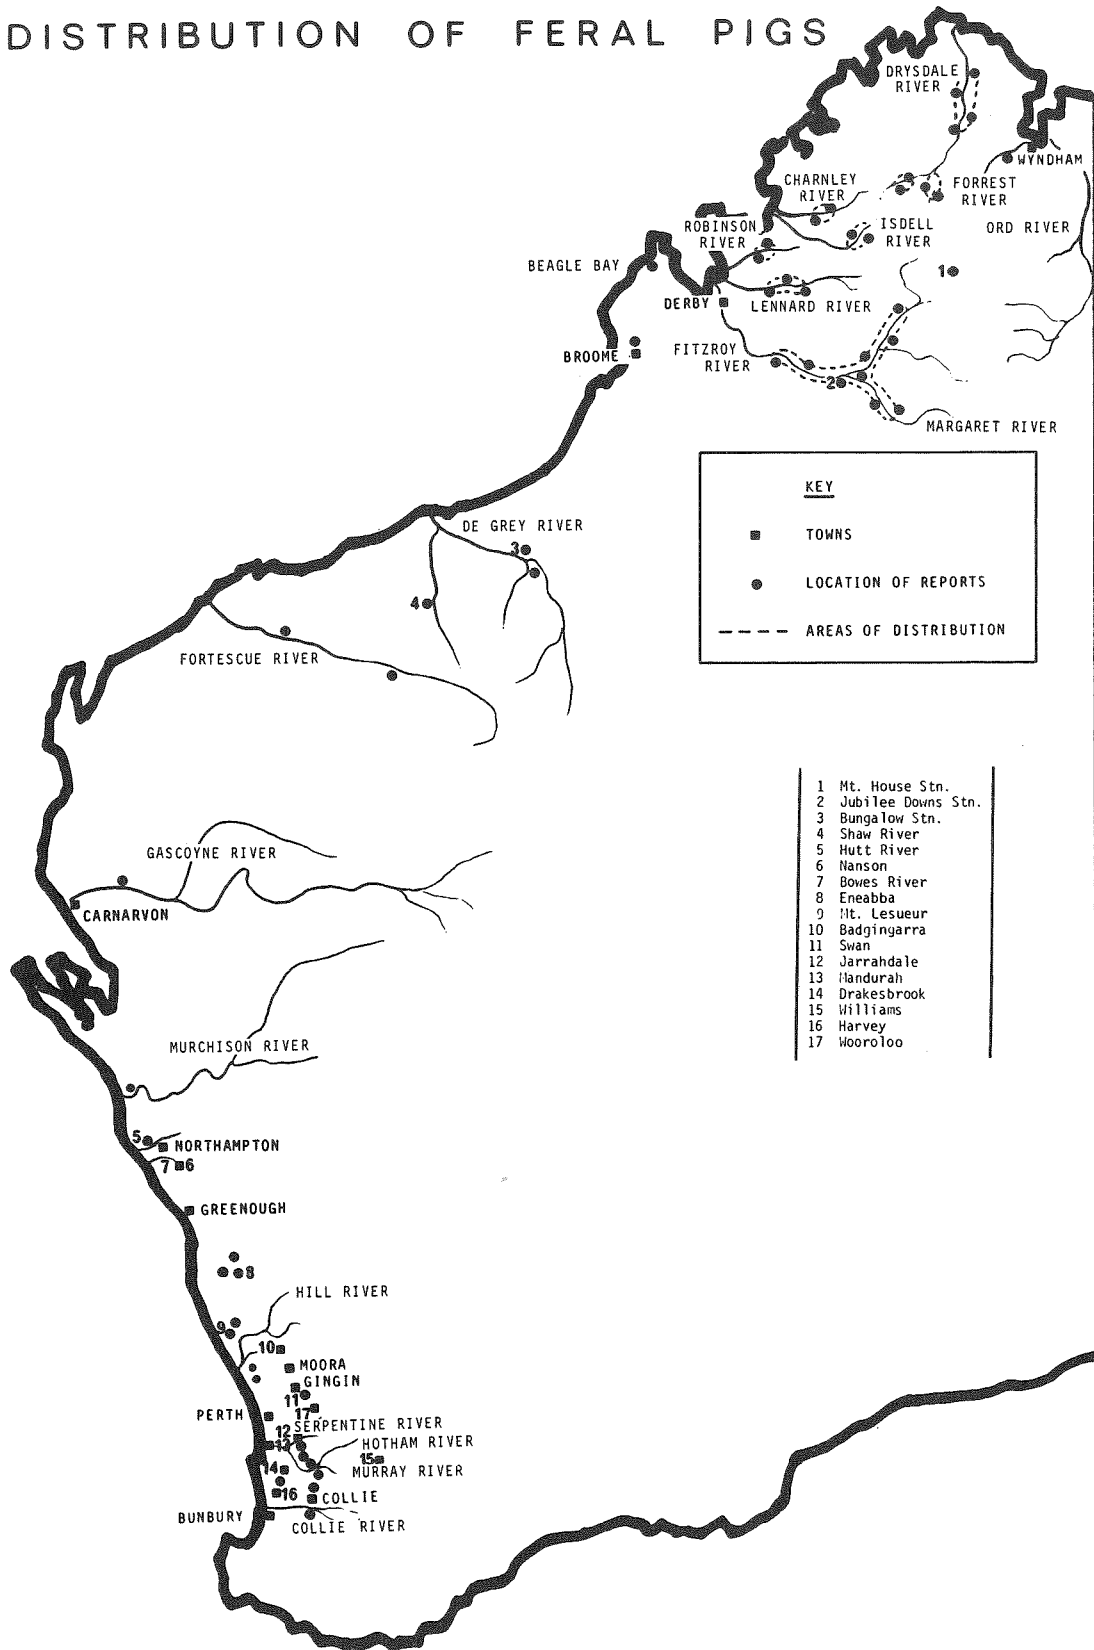 DISTRIBUTION OF FERAL PIGS
DRYSDALE
RIVER
WYNDHAM
CHARNLEY
RIVER
FORREST
RIVER
ROBINSON
RIVER
ISDELL
RIVER
ORD RIVER
BEAGLE BAY
1
DERBY
LENNARD RIVER
BROOME
FITZROY
RIVER
2
MARGARET RIVER
KEY
TOWNS
LOCATION OF REPORTS
AREAS OF DISTRIBUTION
DE GREY RIVER
3
4
FORTESCUE RIVER
1 Mt. House Stn.
2 Jubilee Downs Stn.
3 Bungalow Stn.
4 Shaw River
5 Hutt River
6 Nanson
7 Bowes River
8 Eneabba
9 Mt. Lesueur
10 Badgingarra
11 Swan
12 Jarrahdale
13 Mandurah
14 Drakesbrook
15 Williams
16 Harvey
17 Wooroloo
GASCOYNE RIVER
CARNARVON
MURCHISON RIVER
5
NORTHAMPTON
7 6
GREENOUGH
8
HILL RIVER
9
10
MOORA
GINGIN
11
PERTH
17
12
SERPENTINE RIVER
13
HOTHAM RIVER
15
14
MURRAY RIVER
16
COLLIE
BUNBURY
COLLIE RIVER